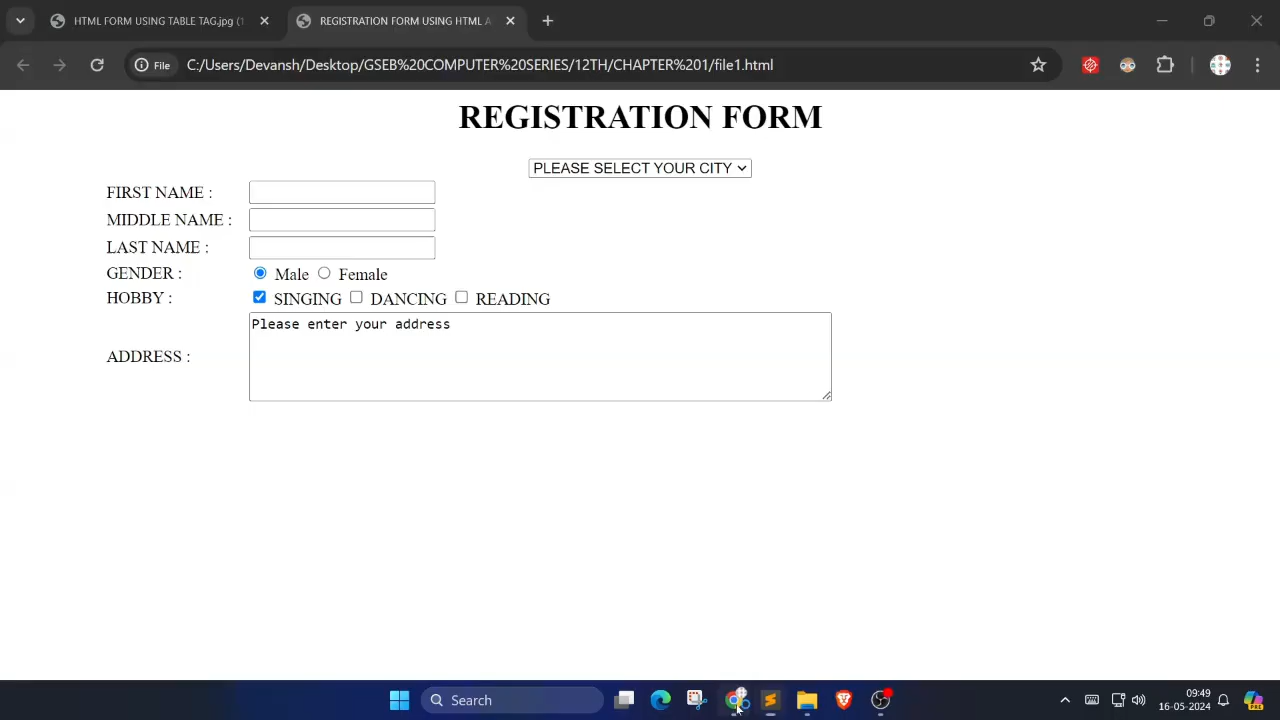 HTML FORM USING TABLE TAG.jpg (1
REGISTRATION FORM USING HTML A
File
C:/Users/Devansh/Desktop/GSEB%20COMPUTER%20SERIES/12TH/CHAPTER%201/file1.html
REGISTRATION FORM
PLEASE SELECT YOUR CITY
FIRST NAME :
MIDDLE NAME :
LAST NAME :
GENDER : Male Female
HOBBY : SINGING DANCING READING
Please enter your address
ADDRESS :
Search
09:49
16-05-2024